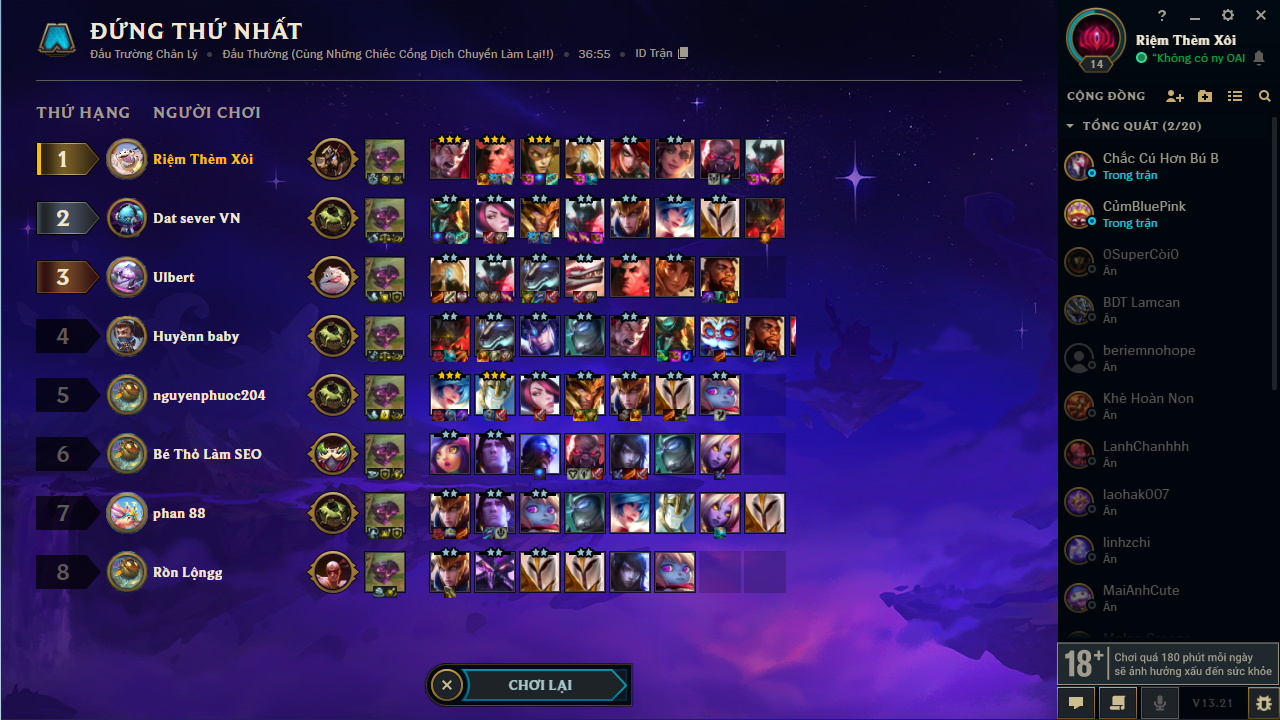 ĐỨNG THỨ NHẤT
Đấu Trường Chân Lý • Đấu Thường (Cùng Những Chiếc Cổng Dịch Chuyển Làm Lại!!) • 36:55 • ID Trận
THỨ HẠNG NGƯỜI CHƠI
1 Riệm Thèm Xôi
2 Dat sever VN
3 Ulbert
4 Huyềnn baby
5 nguyenphuoc204
6 Bé Thỏ Làm SEO
7 phan 88
8 Ròn Lộngg
CHƠI LẠI
?
Riệm Thèm Xôi
14
"Không có ny OAI
CỘNG ĐỒNG
TỔNG QUÁT (2/20)
Chắc Cú Hơn Bú B
Trong trận
CủmBluePink
Trong trận
0SuperCòi0
Ẩn
BDT Lamcan
Ẩn
beriemnohope
Ẩn
Khè Hoàn Non
Ẩn
LanhChanhhh
Ẩn
laohak007
Ẩn
linhzchi
Ẩn
MaiAnhCute
Ẩn
18+
Chơi quá 180 phút mỗi ngày
sẽ ảnh hưởng xấu đến sức khỏe
V13.21